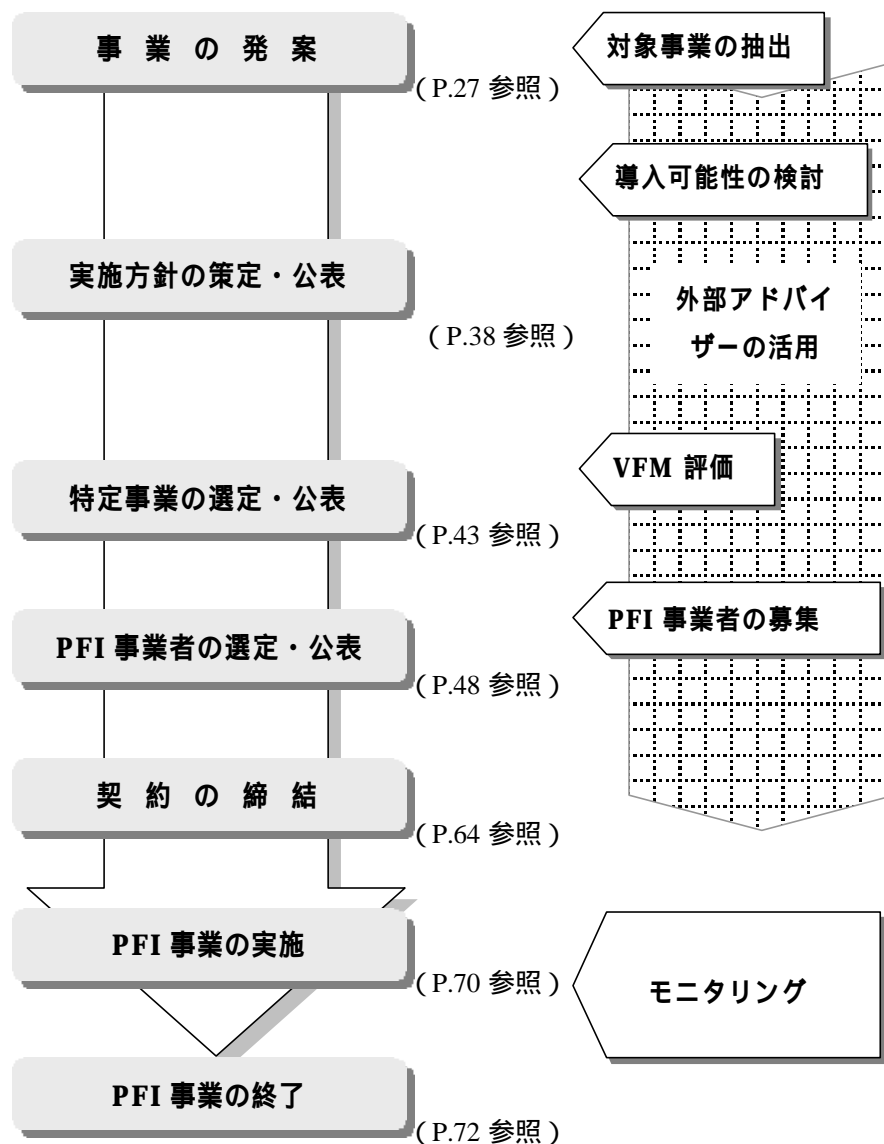 事業の発案
対象事業の抽出
(P.27 参照)
導入可能性の検討
実施方針の策定・公表
外部アドバイ
ザーの活用
(P.38 参照)
VFM 評価
特定事業の選定・公表
(P.43 参照)
PFI 事業者の募集
PFI 事業者の選定・公表
(P.48 参照)
契約の締結
(P.64 参照)
PFI 事業の実施
(P.70 参照)
モニタリング
PFI 事業の終了
(P.72 参照)